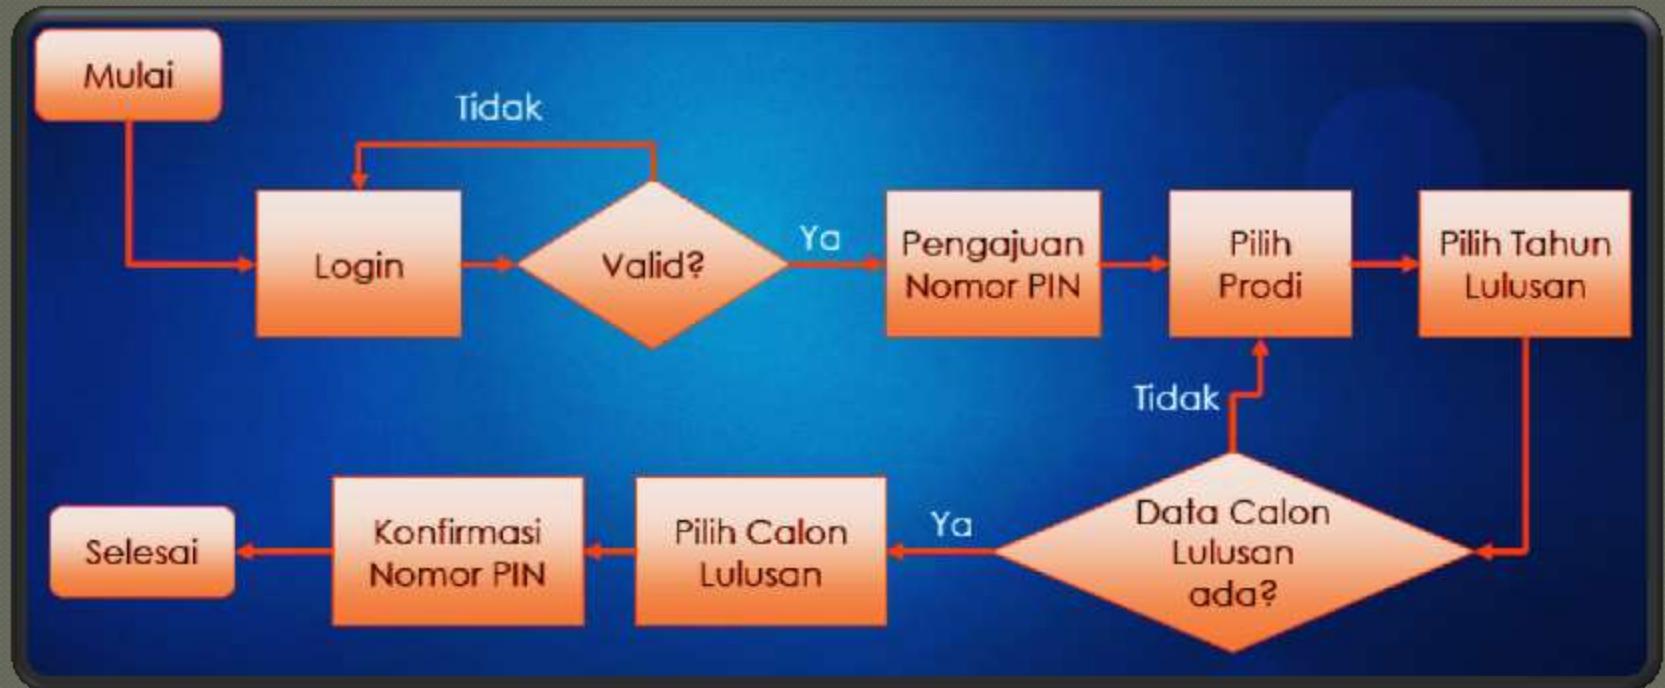 Mulai
Tidak
Login
Valid?
Ya
Pengajuan
Nomor PIN
Pilih
Prodi
Pilih Tahun
Lulusan
Tidak
Data Calon
Lulusan
ada?
Ya
Pilih Calon
Lulusan
Konfirmasi
Nomor PIN
Selesai